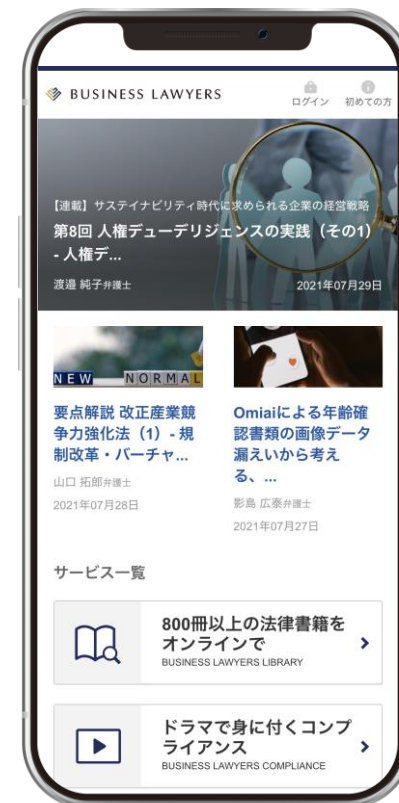 BUSINESS LAWYERS
ログイン
初めての方
【連載】サステイナビリティ時代に求められる企業の経営戦略
第8回 人権デューデリジェンスの実践（その1）
- 人権デ...
渡邉 純子弁護士
2021年07月29日
NEW NORMAL
要点解説 改正産業競
争力強化法（1）- 規
制改革・バーチャ...
山口 拓郎弁護士
2021年07月28日
Omiaiによる年齢確
認書類の画像データ
漏えいから考え
る、...
影島 広泰弁護士
2021年07月27日
サービス一覧
800冊以上の法律書籍を
オンラインで
BUSINESS LAWYERS LIBRARY
ドラマで身に付くコンプ
ライアンス
BUSINESS LAWYERS COMPLIANCE